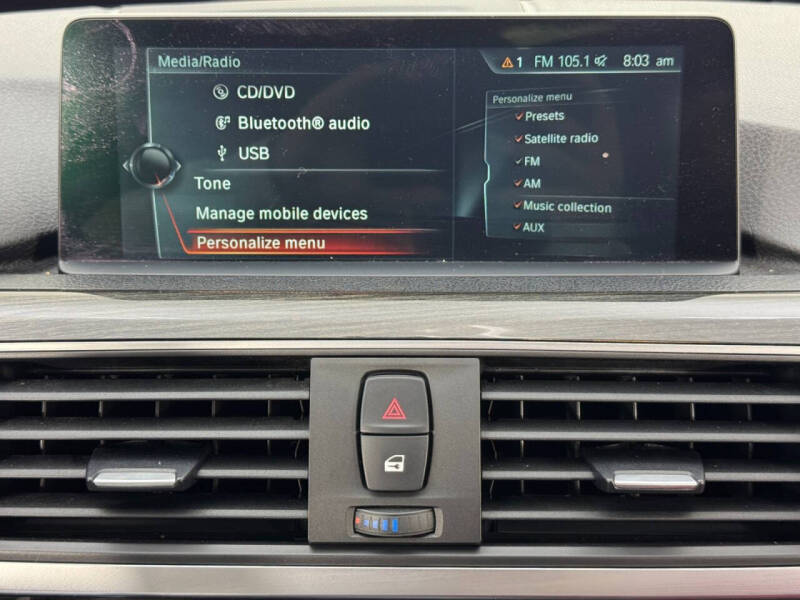 Media/Radio
1 FM 105.1 8:03 am
CD/DVD
Bluetooth® audio
USB
Tone
Manage mobile devices
Personalize menu
Personalize menu
Presets
Satellite radio
FM
AM
Music collection
AUX